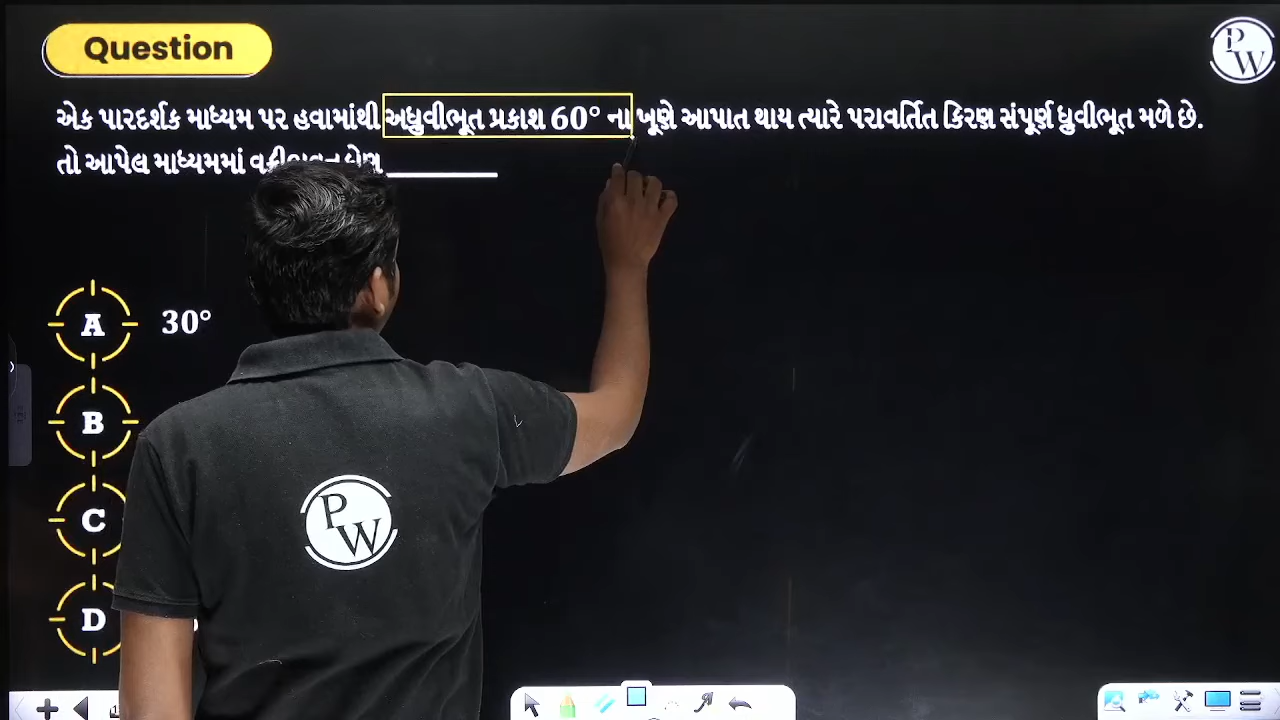 Question
એક પારદર્શક માધ્યમ પર હવામાંથી અધ્રુવીભૂત પ્રકાશ 60° ના ખૂણે આપાત થાય ત્યારે પરાવર્તિત કિરણ સંપૂર્ણ ધ્રુવીભૂત મળે છે.
તો આપેલ માધ્યમમાં
A 30°
B
C
D
PW
PW